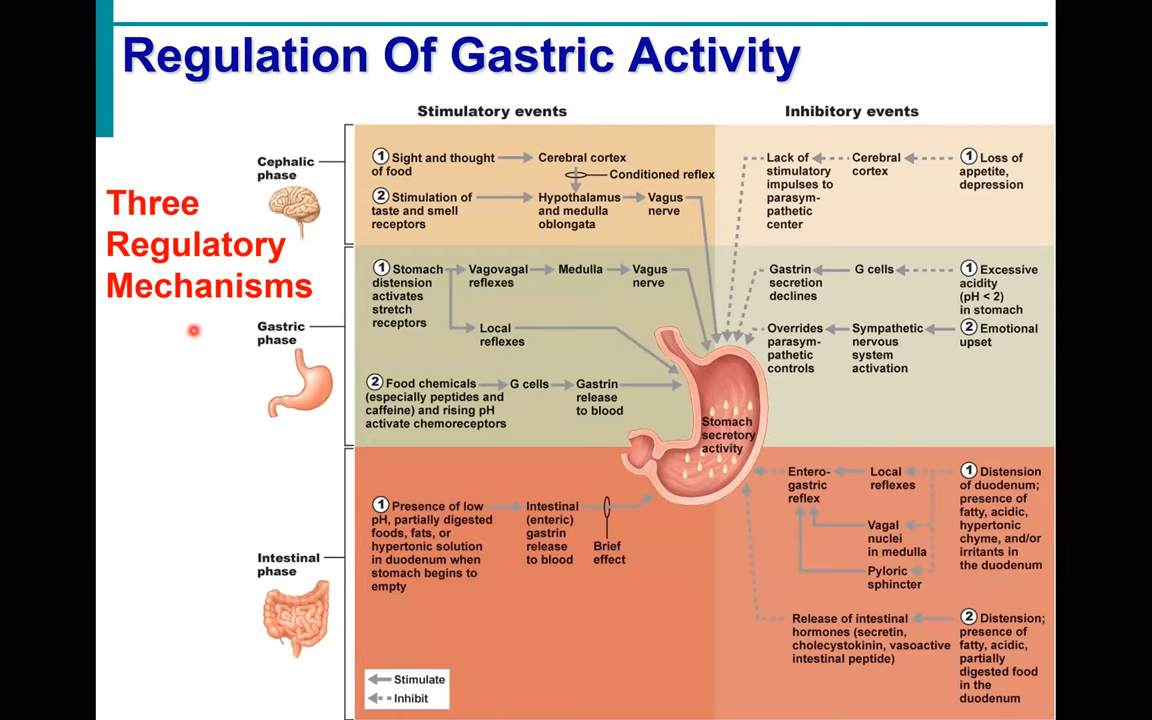 Regulation Of Gastric Activity
Stimulatory events
Inhibitory events
Three
Regulatory
Mechanisms
Cephalic
phase
1 Sight and thought
of food
Cerebral cortex
Conditioned reflex
2 Stimulation of
taste and smell
receptors
Hypothalamus
and medulla
oblongata
Vagus
nerve
Lack of
stimulatory
impulses to
parasym-
pathetic
center
Cerebral
cortex
1 Loss of
appetite,
depression
Gastric
phase
1 Stomach
distension
activates
stretch
receptors
Vagovagal
reflexes
Medulla
Vagus
nerve
Local
reflexes
2 Food chemicals
(especially peptides and
caffeine) and rising pH
activate chemoreceptors
G cells
Gastrin
release
to blood
Gastrin
secretion
declines
G cells
1 Excessive
acidity
(pH < 2)
in stomach
Overrides
parasym-
pathetic
controls
Sympathetic
nervous
system
activation
2 Emotional
upset
Stomach
secretory
activity
Intestinal
phase
1 Presence of low
pH, partially digested
foods, fats, or
hypertonic solution
in duodenum when
stomach begins to
empty
Intestinal
(enteric)
gastrin
release
to blood
Brief
effect
Entero-
gastric
reflex
Local
reflexes
Vagal
nuclei
in medulla
Pyloric
sphincter
1 Distension
of duodenum;
presence of
fatty, acidic,
hypertonic
chyme, and/or
irritants in
the duodenum
Release of intestinal
hormones (secretin,
cholecystokinin, vasoactive
intestinal peptide)
2 Distension;
presence of
fatty, acidic,
partially
digested food
in the
duodenum
Stimulate
Inhibit